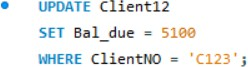 UPDATE Client12
SET Bal_due = 5100
WHERE ClientNO = 'C123';